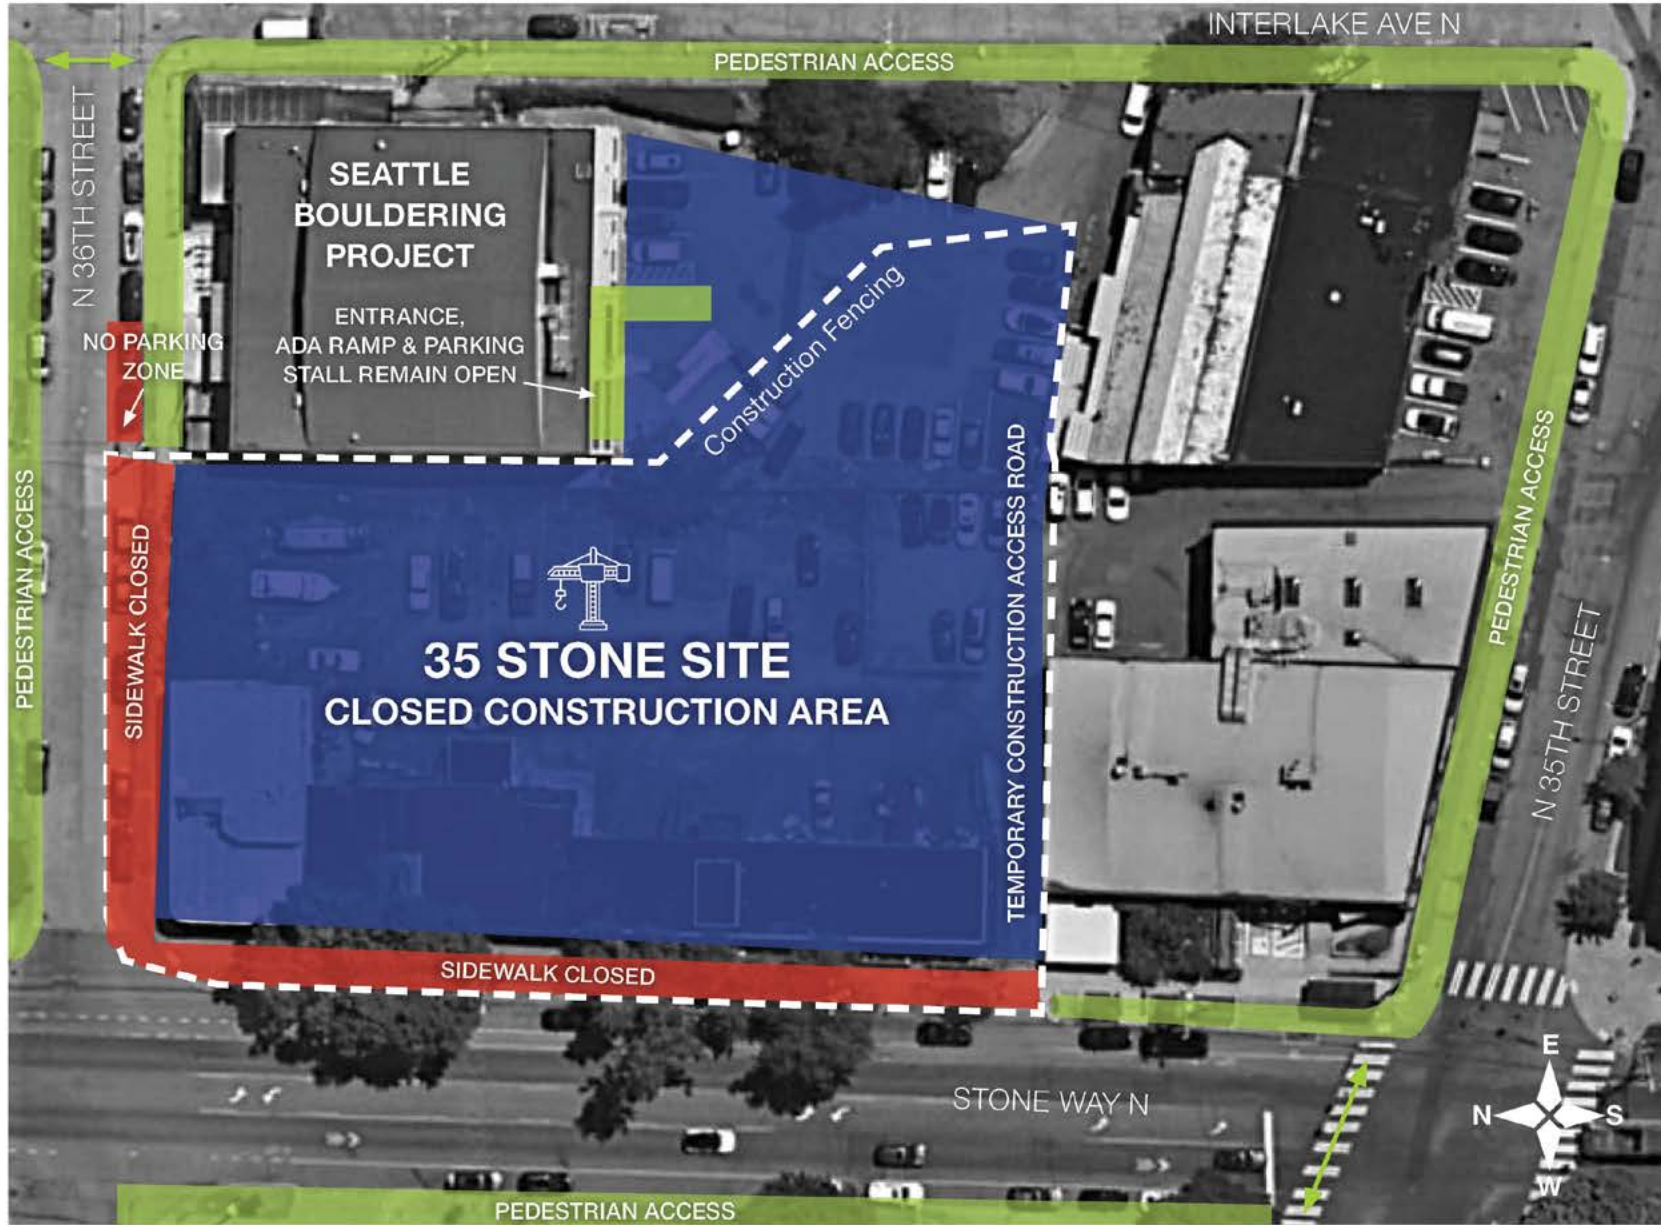 INTERLAKE AVE N
PEDESTRIAN ACCESS
N 36TH STREET
SEATTLE
BOULDERING
PROJECT
ENTRANCE,
ADA RAMP & PARKING
STALL REMAIN OPEN
NO PARKING
ZONE
Construction Fencing
PEDESTRIAN ACCESS
SIDEWALK CLOSED
35 STONE SITE
CLOSED CONSTRUCTION AREA
TEMPORARY CONSTRUCTION ACCESS ROAD
PEDESTRIAN ACCESS
N 35TH STREET
SIDEWALK CLOSED
STONE WAY N
E
N
S
W
PEDESTRIAN ACCESS